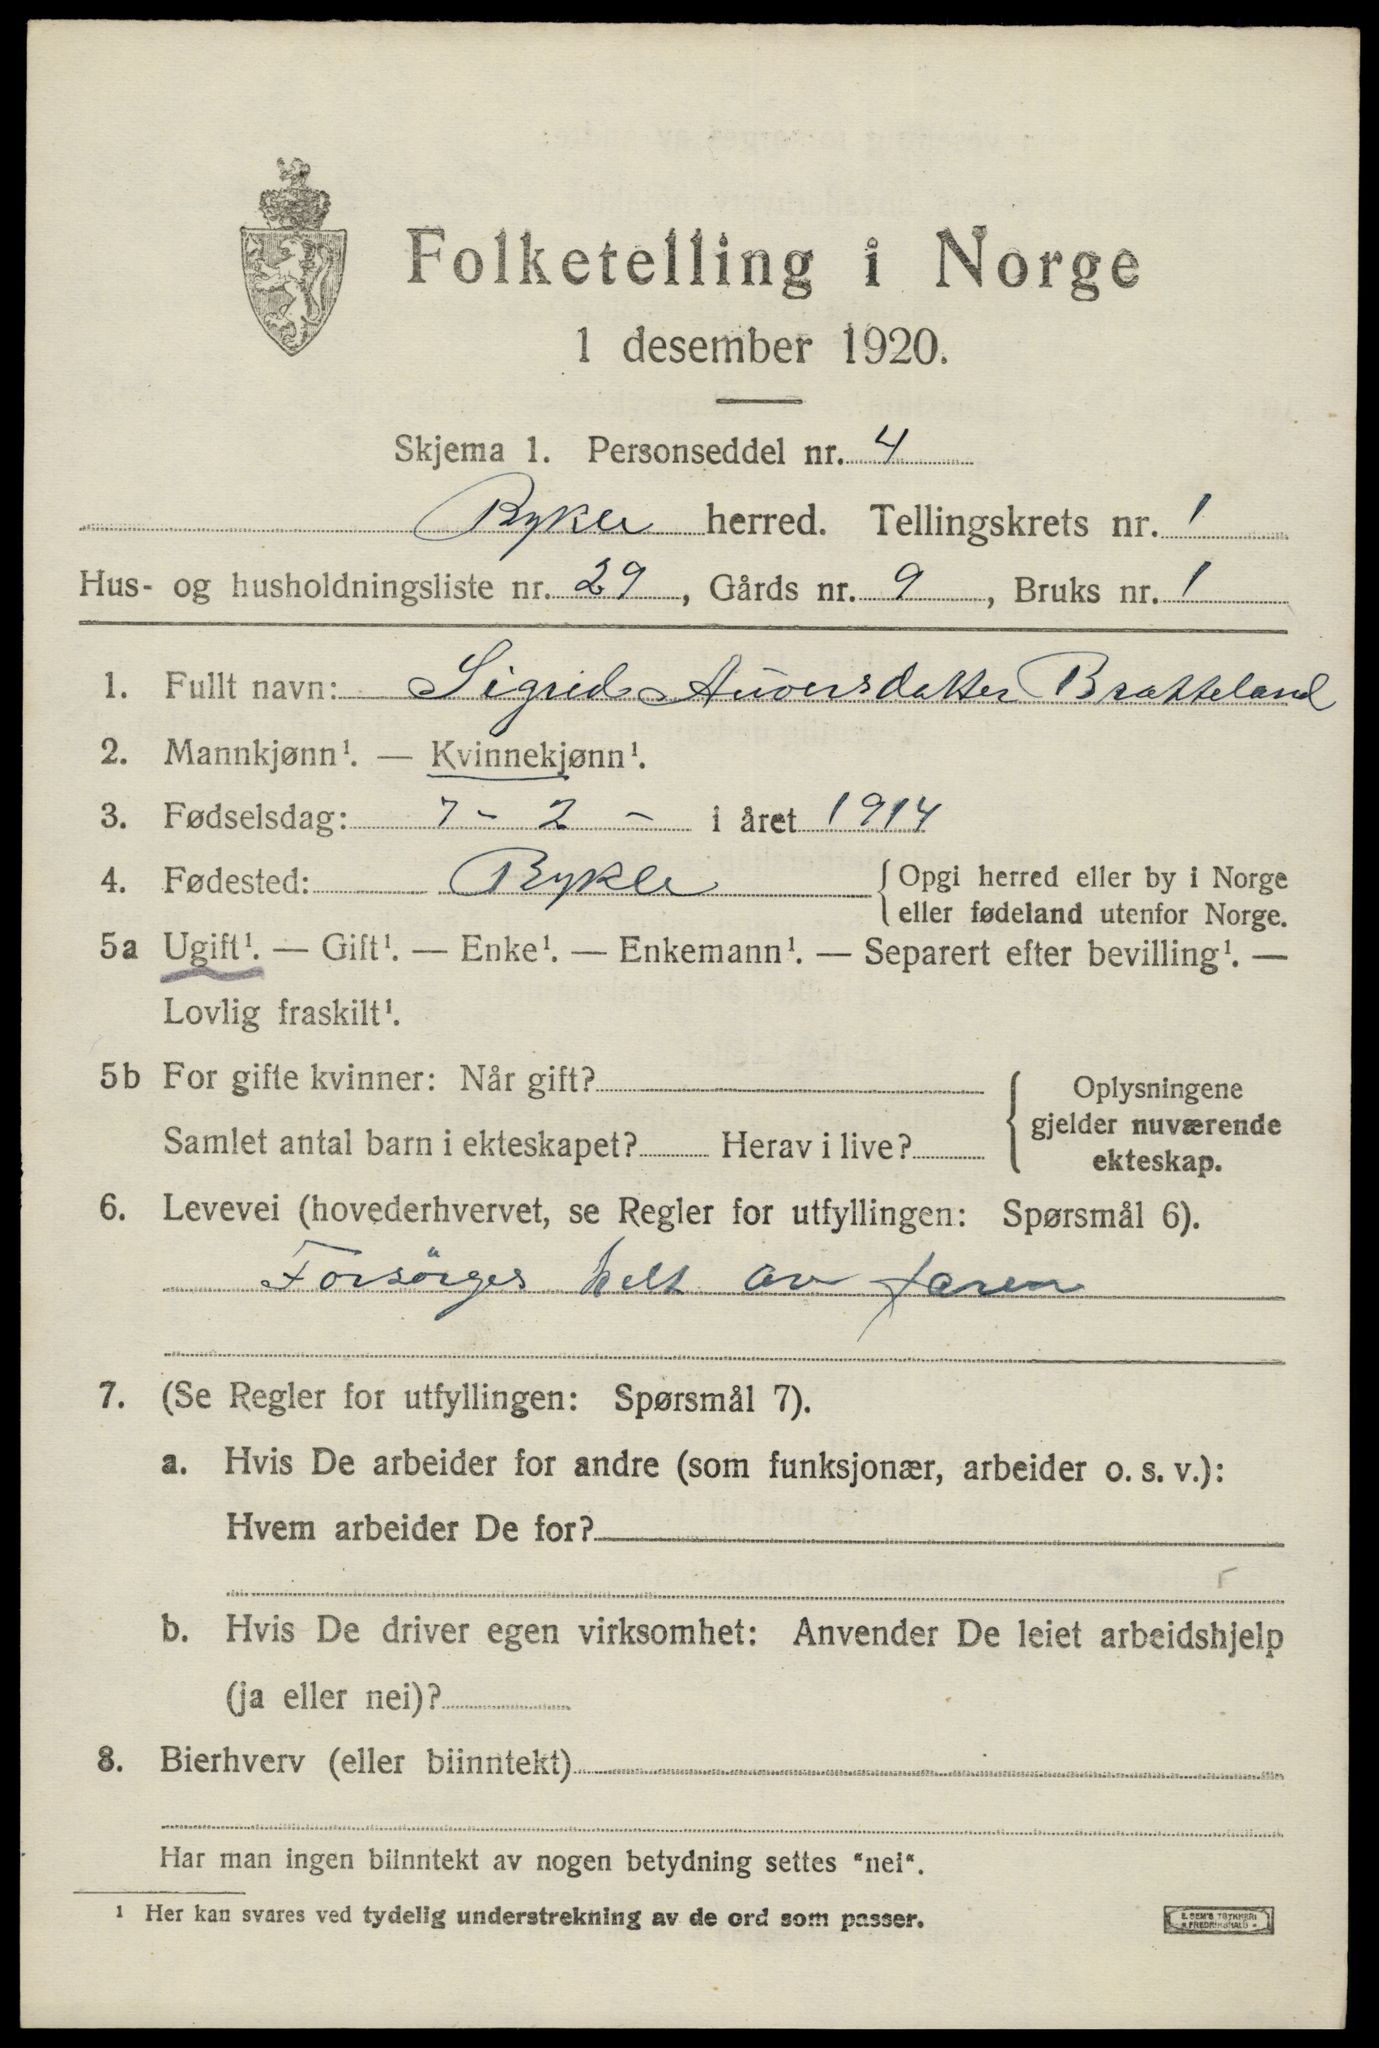 Folketelling i Norge
1 desember 1920.
Skjema 1. Personseddel nr. 4
Bykle herred. Tellingskrets nr. 1
Hus- og husholdningsliste nr. 29, Gårds nr. 9, Bruks nr. 1
1. Fullt navn: Sigrid Auversdatter Bratteland
2. Mannkjønn¹. — Kvinnekjønn¹.
3. Fødselsdag: 7 - 2 - i året 1914
4. Fødested: Bykle { Opgi herred eller by i Norge
eller fødeland utenfor Norge.
5a Ugift¹. — Gift¹. — Enke¹. — Enkemann¹. — Separert efter bevilling¹. —
Lovlig fraskilt¹.
5b For gifte kvinner: Når gift?
Samlet antal barn i ekteskapet? Herav i live?
{ Oplysningene
gjelder nuværende
ekteskap.
6. Levevei (hovederhvervet, se Regler for utfyllingen: Spørsmål 6).
Forsörges helt av faren
7. (Se Regler for utfyllingen: Spørsmål 7).
a. Hvis De arbeider for andre (som funksjonær, arbeider o. s. v.):
Hvem arbeider De for?
b. Hvis De driver egen virksomhet: Anvender De leiet arbeidshjelp
(ja eller nei)?
8. Bierhverv (eller biinntekt)
Har man ingen biinntekt av nogen betydning settes "nei".
¹ Her kan svares ved tydelig understrekning av de ord som passer.
E. SEM'S TRYKKERI
FREDRIKSHALD